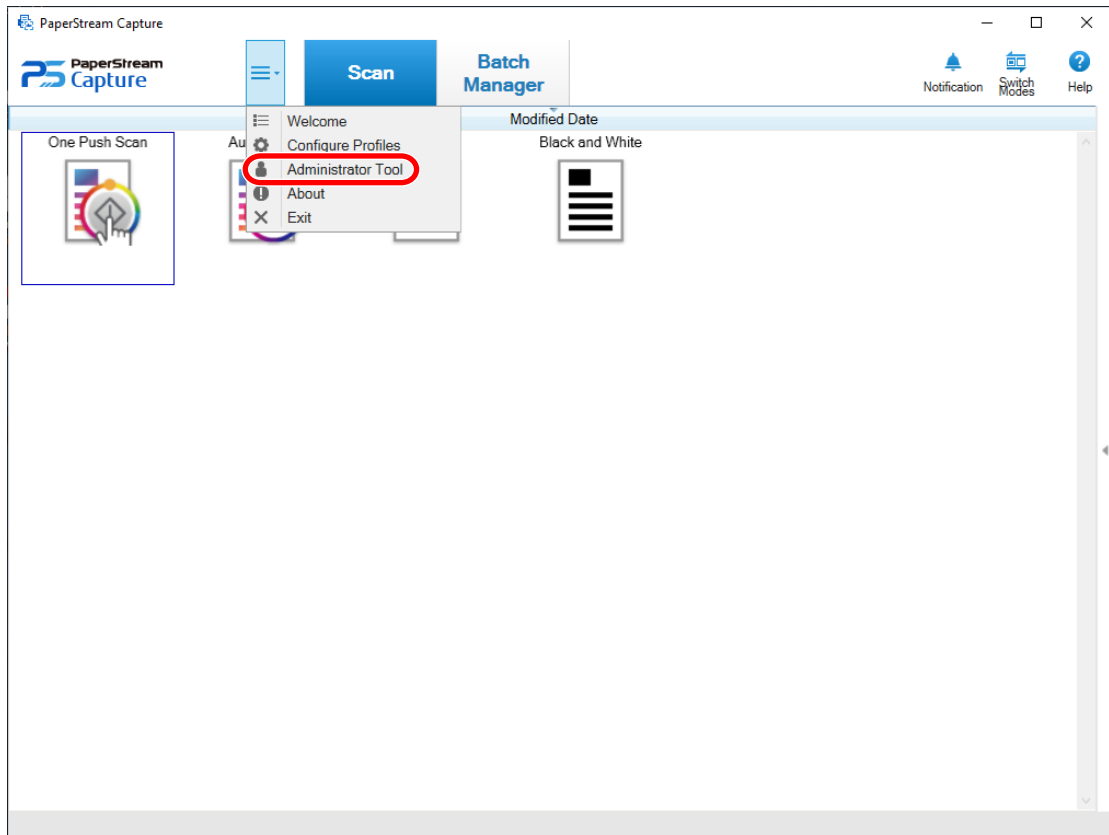 PaperStream Capture
PaperStream
Capture
Scan
Batch
Manager
Notification
Switch
Modes
Help
Modified Date
Welcome
Configure Profiles
Administrator Tool
About
Exit
One Push Scan
Au
Black and White